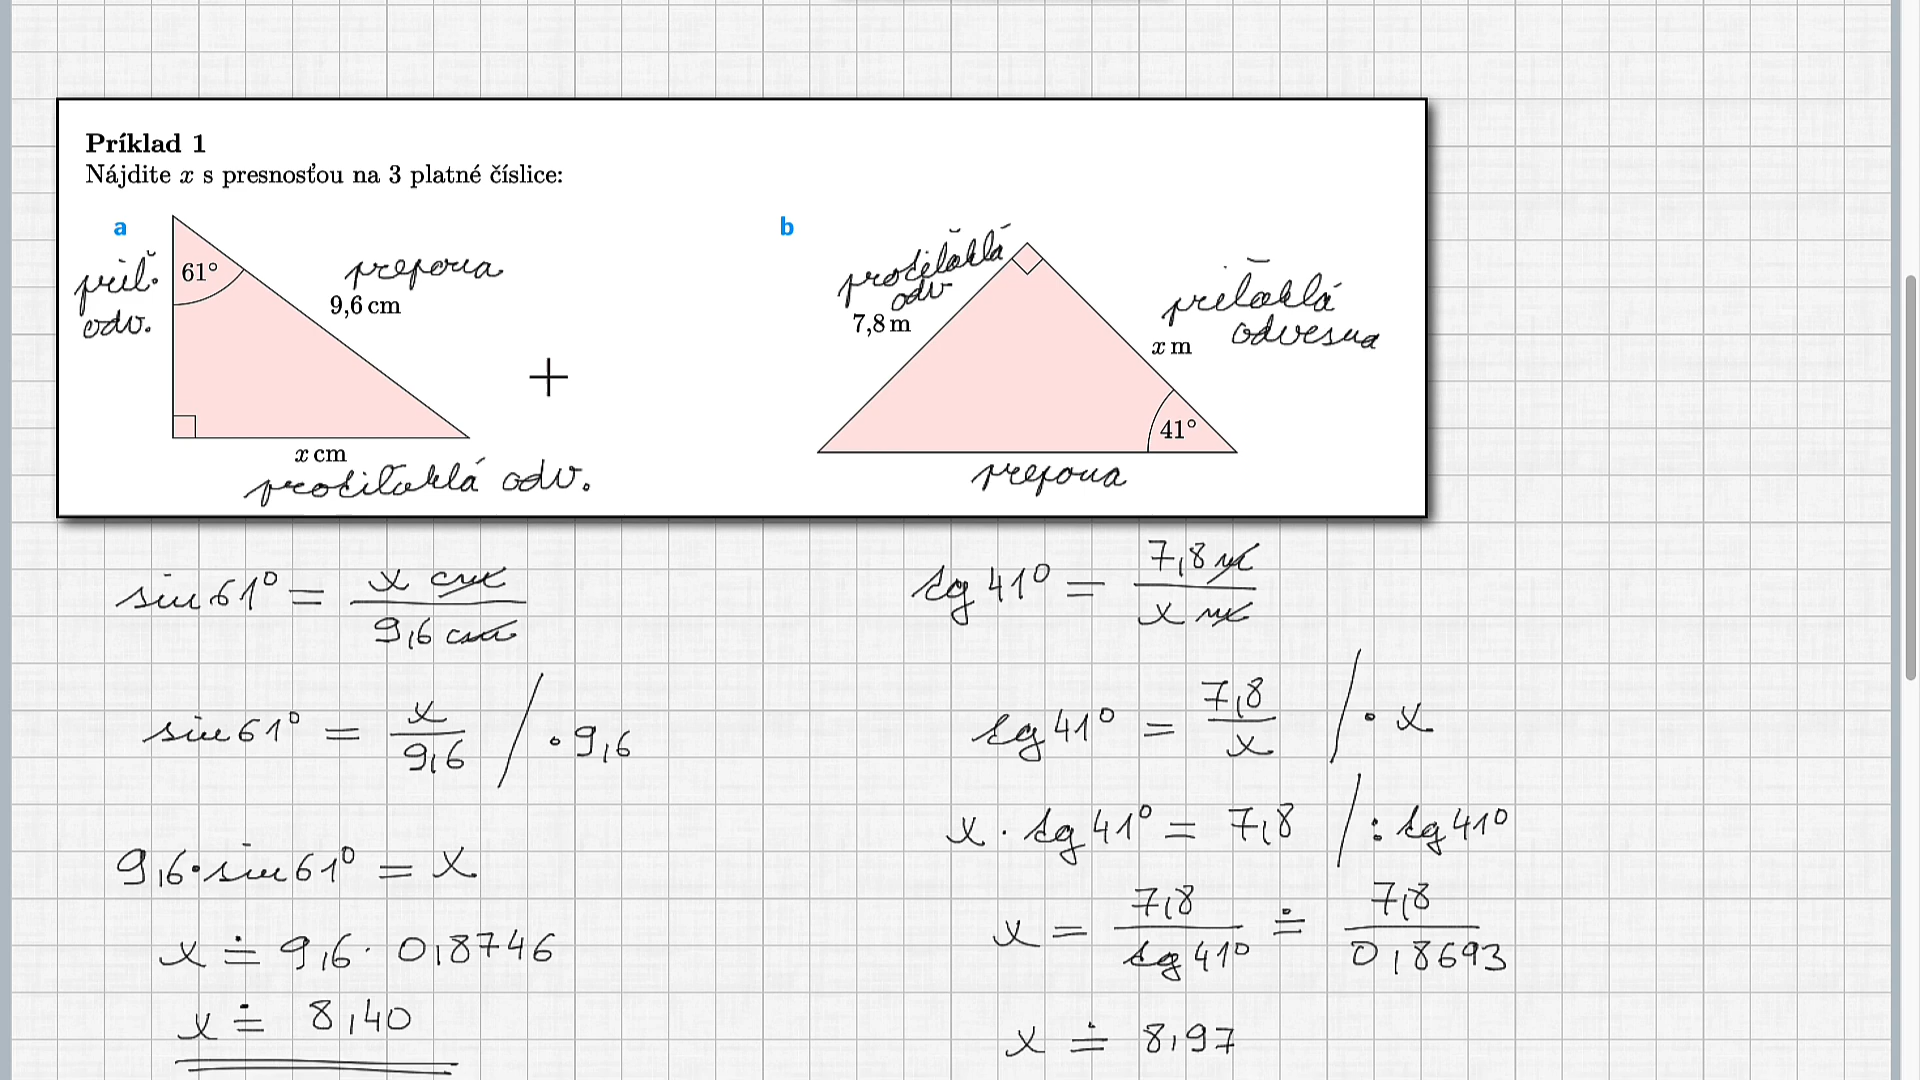 Príklad 1
Nájdite x s presnosťou na 3 platné číslice:
a
61°
pril.
odv.
prepona
9,6 cm
x cm
protiľahlá odv.
b
protiľahlá
odv
7,8 m
priľahlá
odvesna
x m
41°
prepona
sin 61° = x cm / 9,6 cm
sin 61° = x / 9,6 / · 9,6
9,6 · sin 61° = x
x ≐ 9,6 · 0,8746
x ≐ 8,40
tg 41° = 7,8 m / x m
tg 41° = 7,8 / x / · x
x · tg 41° = 7,8 / : tg 41°
x = 7,8 / tg 41° ≐ 7,8 / 0,8693
x ≐ 8,97